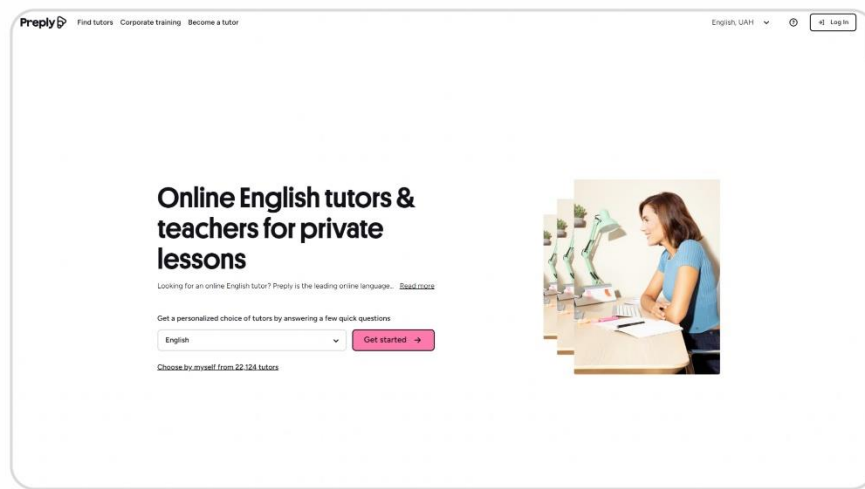 Preply
Find tutors Corporate training Become a tutor
English, UAH
Log In
Online English tutors &
teachers for private
lessons
Looking for an online English tutor? Preply is the leading online language... Read more
Get a personalized choice of tutors by answering a few quick questions
English
Get started →
Choose by myself from 22,124 tutors